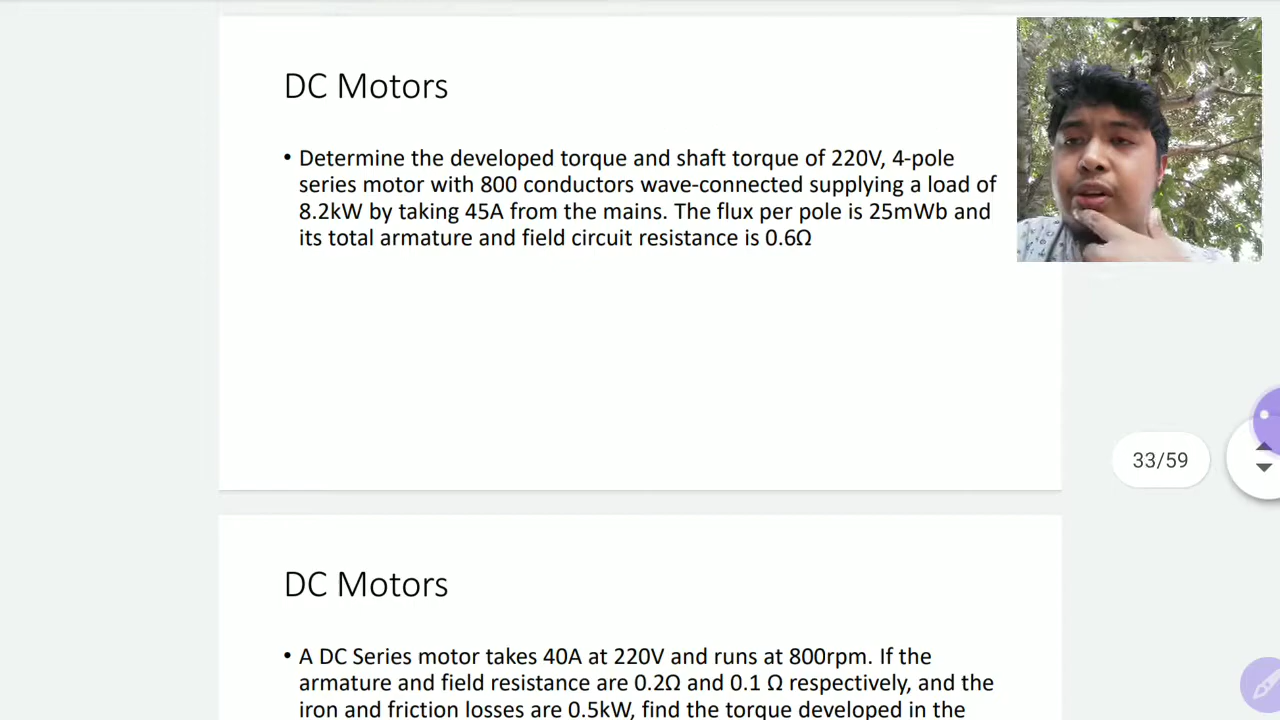 DC Motors
• Determine the developed torque and shaft torque of 220V, 4-pole
series motor with 800 conductors wave-connected supplying a load of
8.2kW by taking 45A from the mains. The flux per pole is 25mWb and
its total armature and field circuit resistance is 0.6Ω
33/59
DC Motors
• A DC Series motor takes 40A at 220V and runs at 800rpm. If the
armature and field resistance are 0.2Ω and 0.1 Ω respectively, and the
iron and friction losses are 0.5kW, find the torque developed in the